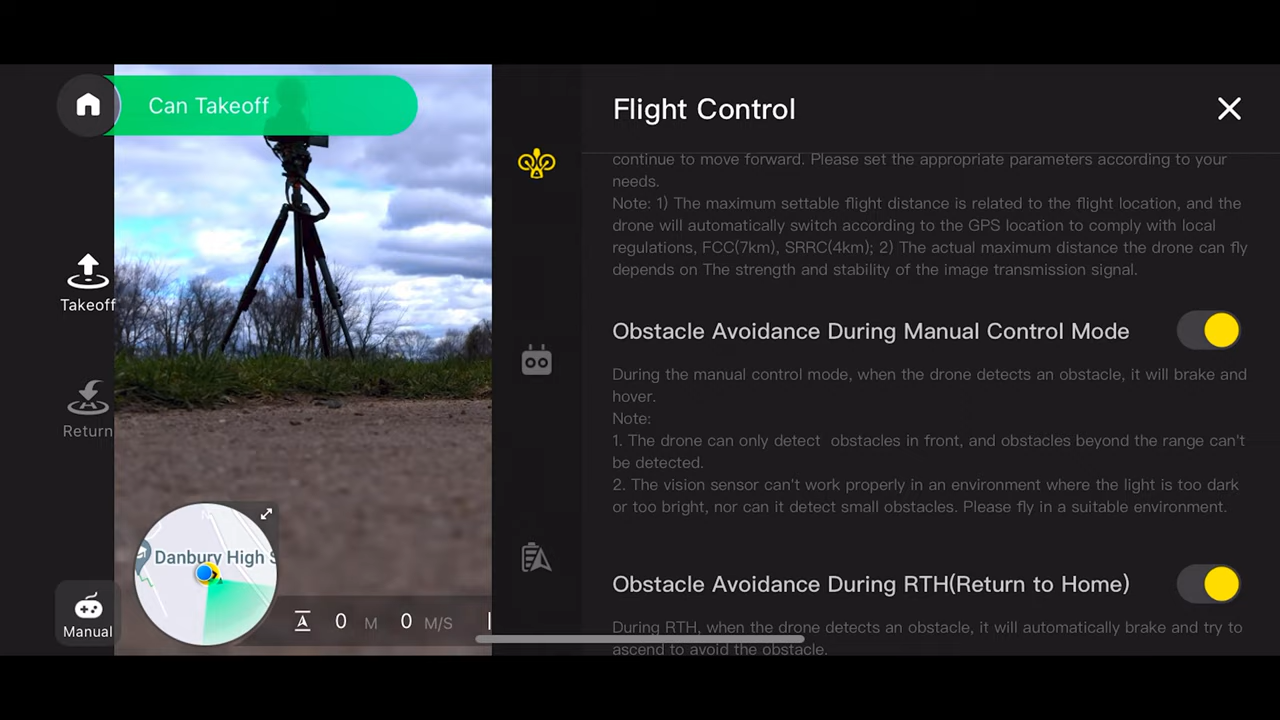 Can Takeoff
Takeoff
Return
Danbury High S
Manual
0 M 0 M/S
Flight Control
continue to move forward. Please set the appropriate parameters according to your
needs.
Note: 1) The maximum settable flight distance is related to the flight location, and the
drone will automatically switch according to the GPS location to comply with local
regulations, FCC(7km), SRRC(4km); 2) The actual maximum distance the drone can fly
depends on The strength and stability of the image transmission signal.
Obstacle Avoidance During Manual Control Mode
During the manual control mode, when the drone detects an obstacle, it will brake and
hover.
Note:
1. The drone can only detect obstacles in front, and obstacles beyond the range can't
be detected.
2. The vision sensor can't work properly in an environment where the light is too dark
or too bright, nor can it detect small obstacles. Please fly in a suitable environment.
Obstacle Avoidance During RTH(Return to Home)
During RTH, when the drone detects an obstacle, it will automatically brake and try to
ascend to avoid the obstacle.